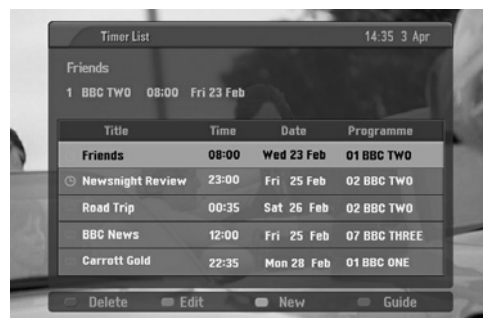 Timer List 14:35 3 Apr
Friends
1 BBC TWO 08:00 Fri 23 Feb
Title Time Date Programme
Friends 08:00 Wed 23 Feb 01 BBC TWO
Newsnight Review 23:00 Fri 25 Feb 02 BBC TWO
Road Trip 00:35 Sat 26 Feb 02 BBC TWO
BBC News 12:00 Fri 25 Feb 07 BBC THREE
Carrott Gold 22:35 Mon 28 Feb 01 BBC ONE
Delete Edit New Guide